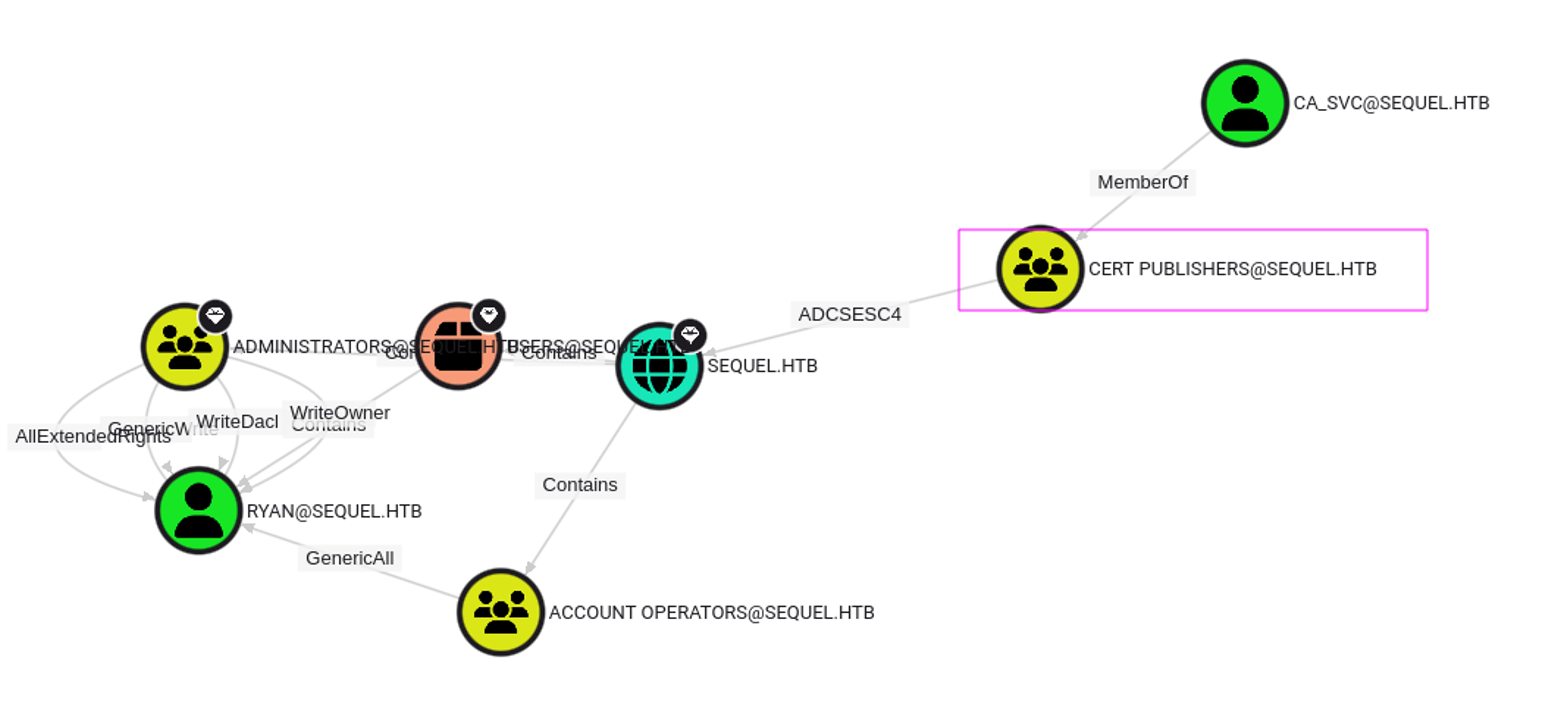 CA_SVC@SEQUEL.HTB
MemberOf
CERT PUBLISHERS@SEQUEL.HTB
ADCSESC4
ADMINISTRATORS@SEQUEL.HTB
USERS@SEQUEL.HTB
Contains
SEQUEL.HTB
WriteOwner
WriteDacl
Contains
GenericWrite
AllExtendedRights
Contains
RYAN@SEQUEL.HTB
GenericAll
ACCOUNT OPERATORS@SEQUEL.HTB